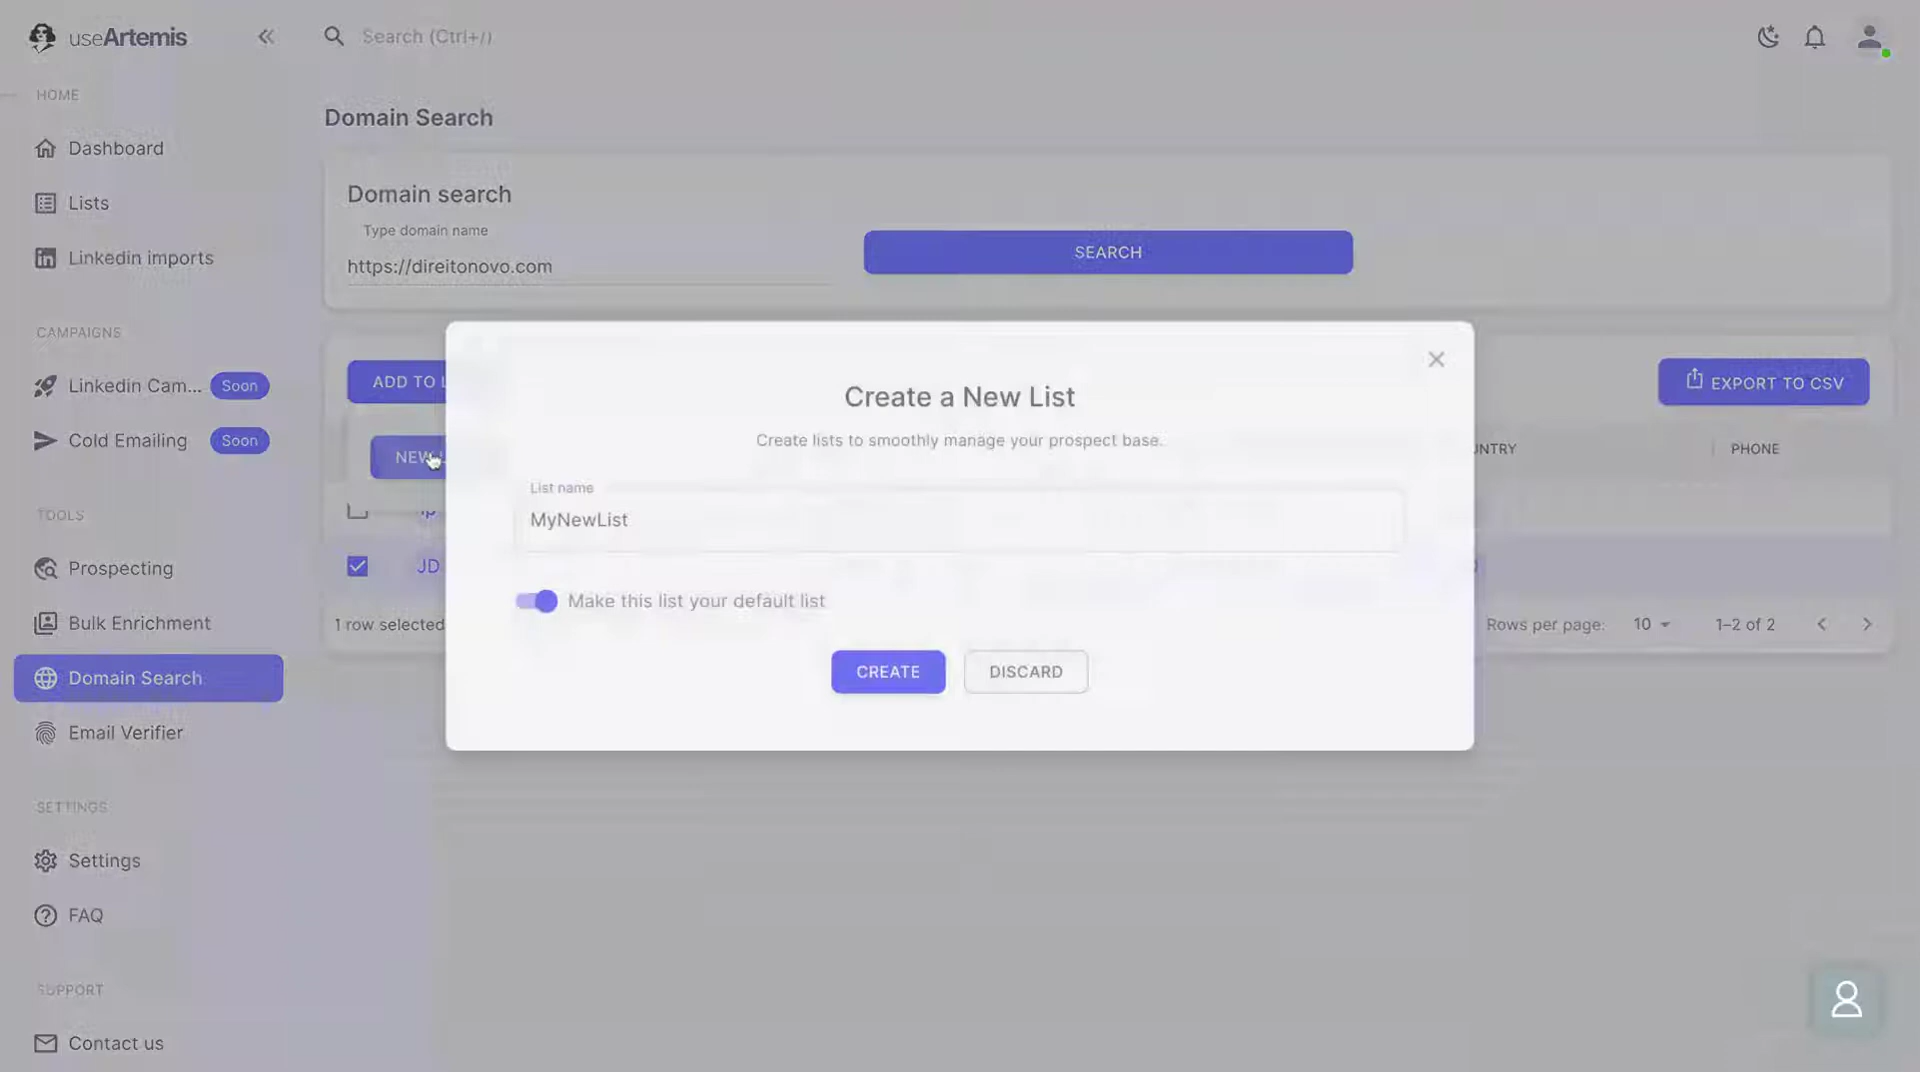 useArtemis
Search (Ctrl+/)
HOME
Dashboard
Lists
Linkedin imports
CAMPAIGNS
Linkedin Cam... Soon
Cold Emailing Soon
TOOLS
Prospecting
Bulk Enrichment
Domain Search
Email Verifier
SETTINGS
Settings
FAQ
SUPPORT
Contact us
Domain Search
Domain search
Type domain name
https://direitonovo.com
SEARCH
ADD TO
EXPORT TO CSV
NEW
PHONE
JD
1 row selected
Rows per page: 10 1–2 of 2
Create a New List
Create lists to smoothly manage your prospect base.
List name
MyNewList
Make this list your default list
CREATE DISCARD